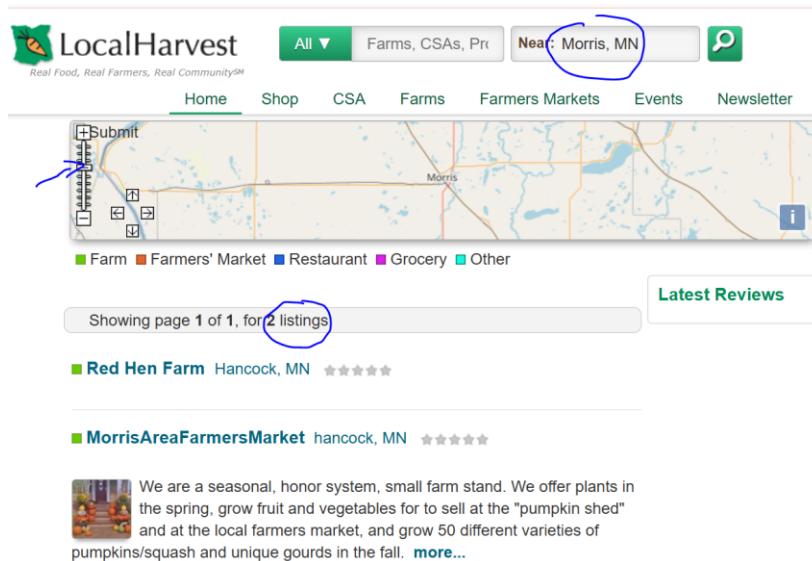 LocalHarvest
Real Food, Real Farmers, Real Community℠
All ▼ Farms, CSAs, Pro Near: Morris, MN
Home Shop CSA Farms Farmers Markets Events Newsletter
Submit
Morris
i
Farm Farmers' Market Restaurant Grocery Other
Latest Reviews
Showing page 1 of 1, for 2 listings
Red Hen Farm Hancock, MN
MorrisAreaFarmersMarket hancock, MN
We are a seasonal, honor system, small farm stand. We offer plants in
the spring, grow fruit and vegetables for to sell at the "pumpkin shed"
and at the local farmers market, and grow 50 different varieties of
pumpkins/squash and unique gourds in the fall. more...